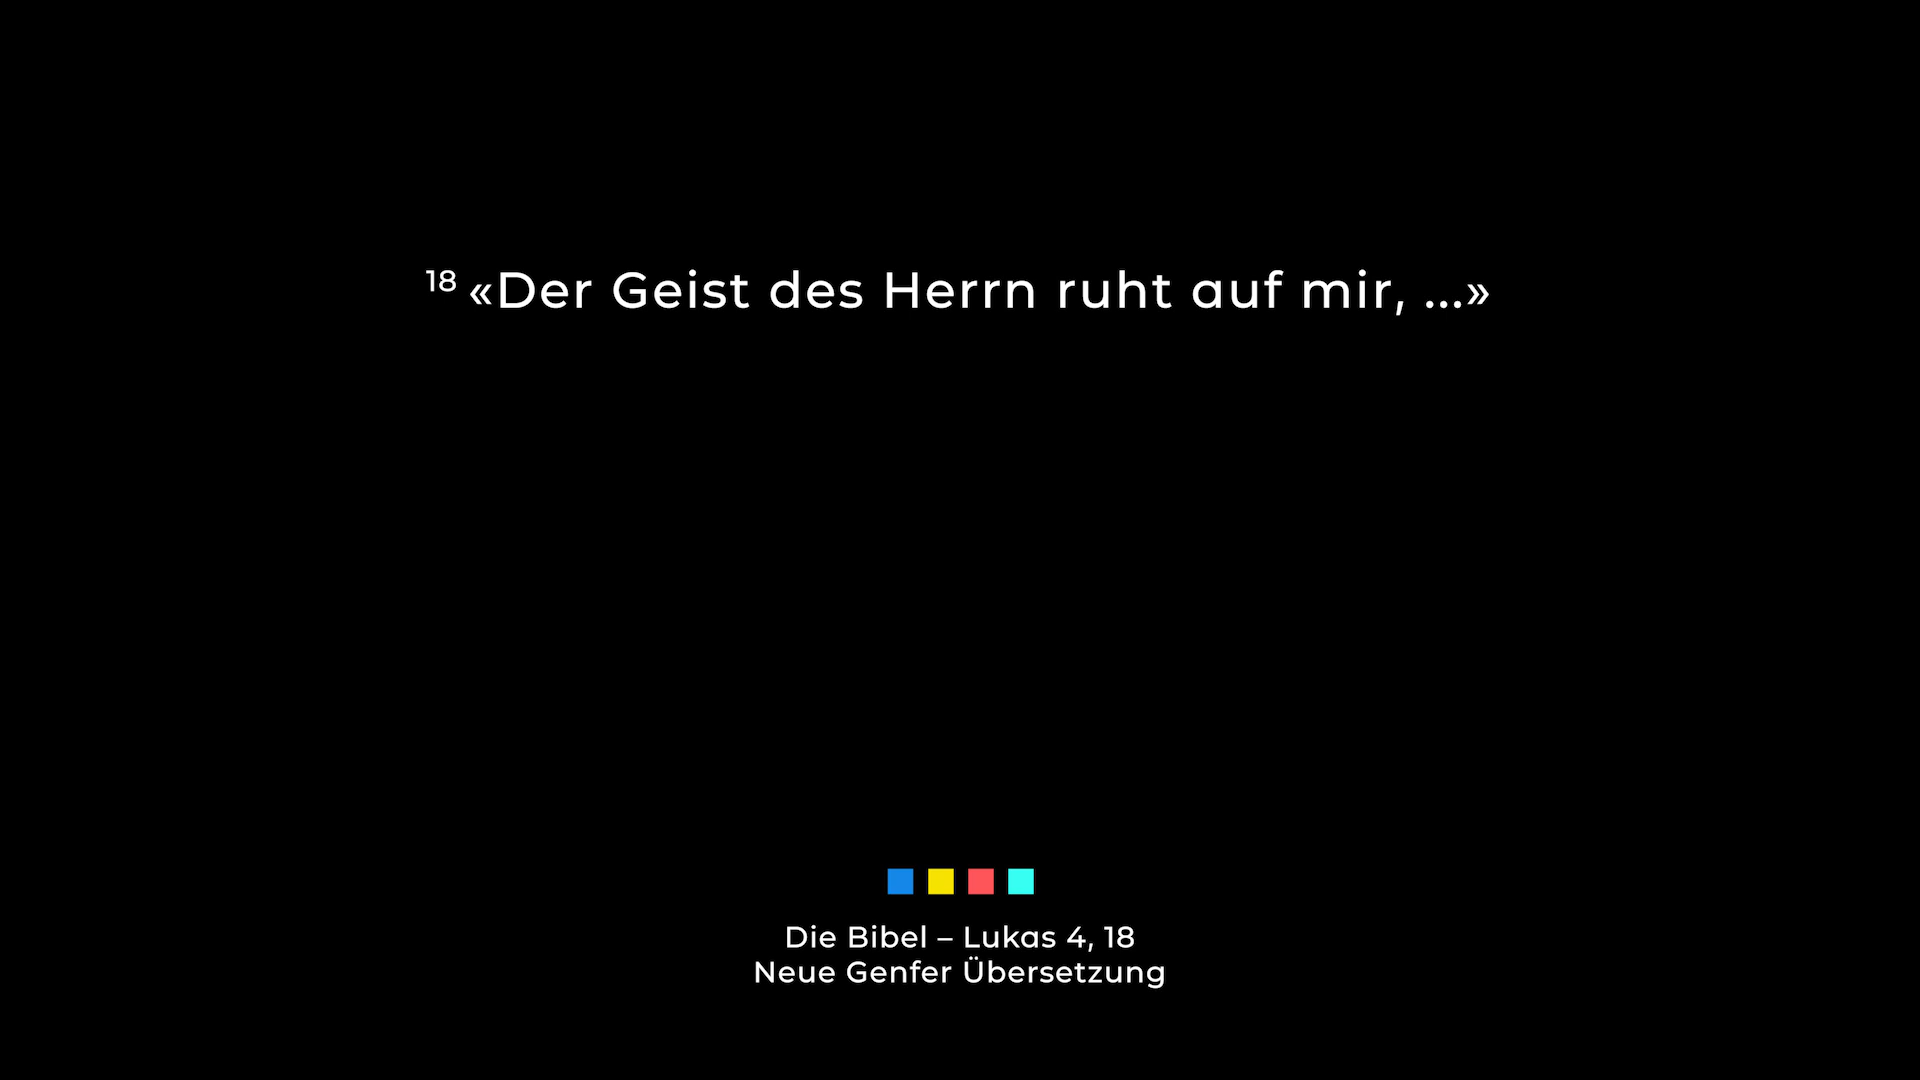 18 «Der Geist des Herrn ruht auf mir, ...»
Die Bibel – Lukas 4, 18
Neue Genfer Übersetzung